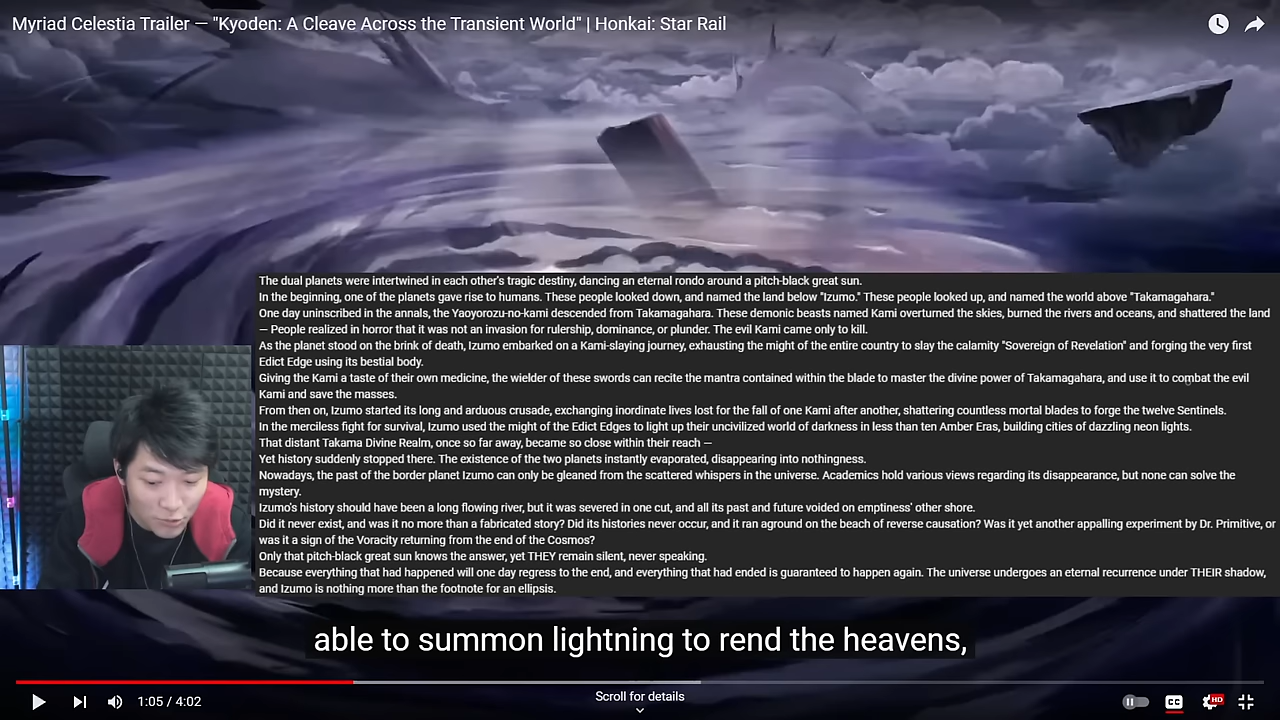 Myriad Celestia Trailer — "Kyoden: A Cleave Across the Transient World" | Honkai: Star Rail
The dual planets were intertwined in each other's tragic destiny, dancing an eternal rondo around a pitch-black great sun.
In the beginning, one of the planets gave rise to humans. These people looked down, and named the land below "Izumo." These people looked up, and named the world above "Takamagahara."
One day uninscribed in the annals, the Yaoyorozu-no-kami descended from Takamagahara. These demonic beasts named Kami overturned the skies, burned the rivers and oceans, and shattered the land
— People realized in horror that it was not an invasion for rulership, dominance, or plunder. The evil Kami came only to kill.
As the planet stood on the brink of death, Izumo embarked on a Kami-slaying journey, exhausting the might of the entire country to slay the calamity "Sovereign of Revelation" and forging the very first
Edict Edge using its bestial body.
Giving the Kami a taste of their own medicine, the wielder of these swords can recite the mantra contained within the blade to master the divine power of Takamagahara, and use it to combat the evil
Kami and save the masses.
From then on, Izumo started its long and arduous crusade, exchanging inordinate lives lost for the fall of one Kami after another, shattering countless mortal blades to forge the twelve Sentinels.
In the merciless fight for survival, Izumo used the might of the Edict Edges to light up their uncivilized world of darkness in less than ten Amber Eras, building cities of dazzling neon lights.
That distant Takama Divine Realm, once so far away, became so close within their reach —
Yet history suddenly stopped there. The existence of the two planets instantly evaporated, disappearing into nothingness.
Nowadays, the past of the border planet Izumo can only be gleaned from the scattered whispers in the universe. Academics hold various views regarding its disappearance, but none can solve the
mystery.
Izumo's history should have been a long flowing river, but it was severed in one cut, and all its past and future voided on emptiness' other shore.
Did it never exist, and was it no more than a fabricated story? Did its histories never occur, and it ran aground on the beach of reverse causation? Was it yet another appalling experiment by Dr. Primitive, or
was it a sign of the Voracity returning from the end of the Cosmos?
Only that pitch-black great sun knows the answer, yet THEY remain silent, never speaking.
Because everything that had happened will one day regress to the end, and everything that had ended is guaranteed to happen again. The universe undergoes an eternal recurrence under THEIR shadow,
and Izumo is nothing more than the footnote for an ellipsis.
able to summon lightning to rend the heavens,
Scroll for details
1:05 / 4:02
CC
HD